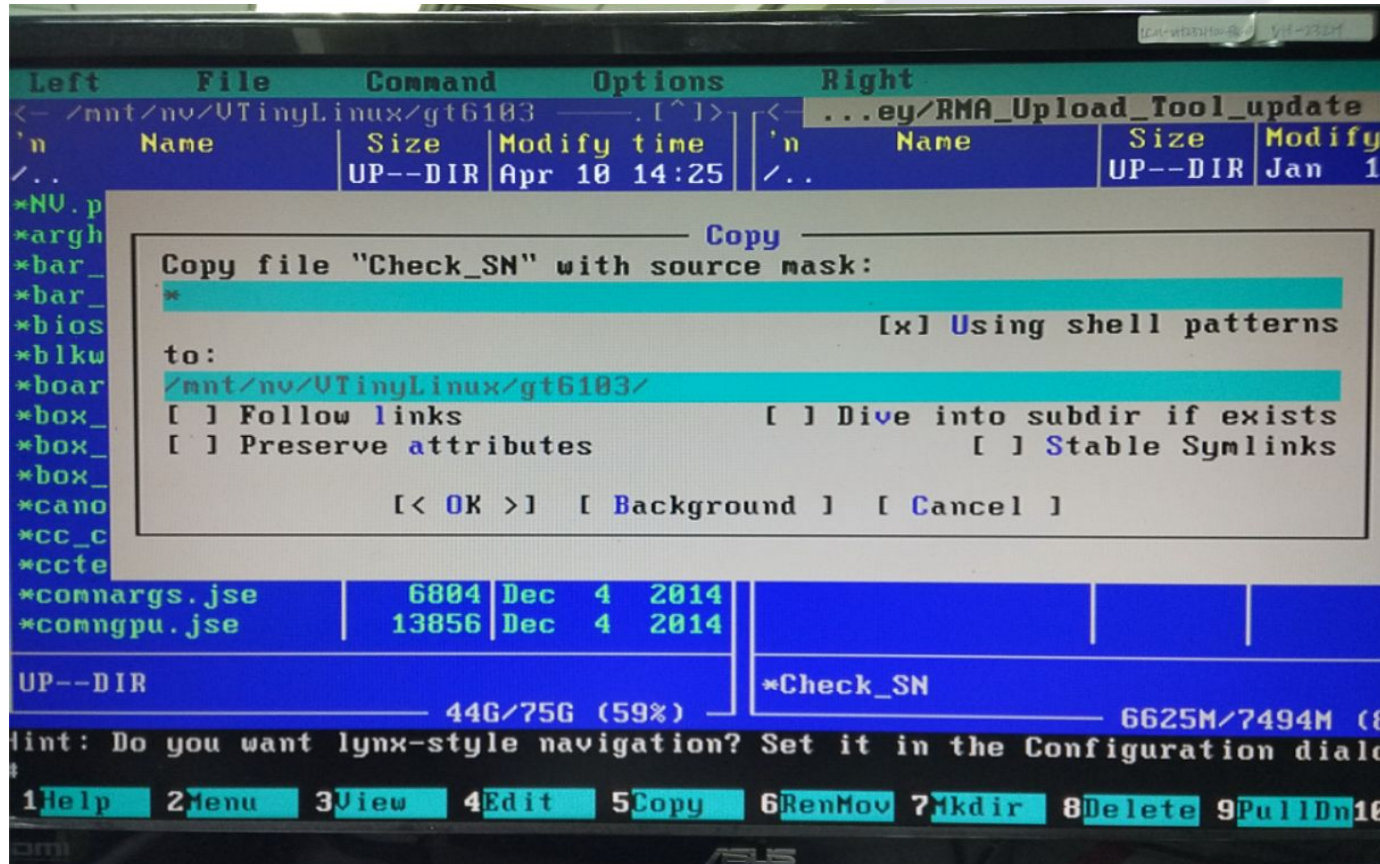 Left File Command Options Right
<- /mnt/nv/VTinyLinux/gt6103 .[^]> <- ...ey/RMA_Upload_Tool_update
'n Name Size Modify time 'n Name Size Modify
/.. UP--DIR Apr 10 14:25 /.. UP--DIR Jan 1
*NV.p
*argh
Copy
*bar_ Copy file "Check_SN" with source mask:
*bar_ *
*bios [x] Using shell patterns
*blkw to:
*boar /mnt/nv/VTinyLinux/gt6103/
*box_ [ ] Follow links [ ] Dive into subdir if exists
*box_ [ ] Preserve attributes [ ] Stable Symlinks
*box_
*cano [< OK >] [ Background ] [ Cancel ]
*cc_c
*ccte
*comnargs.jse 6804 Dec 4 2014
*comngpu.jse 13856 Dec 4 2014
UP--DIR *Check_SN
44G/75G (59%) 6625M/7494M (8
Hint: Do you want lynx-style navigation? Set it in the Configuration dialo
#
1Help 2Menu 3View 4Edit 5Copy 6RenMov 7Mkdir 8Delete 9PullDn10
ASUS